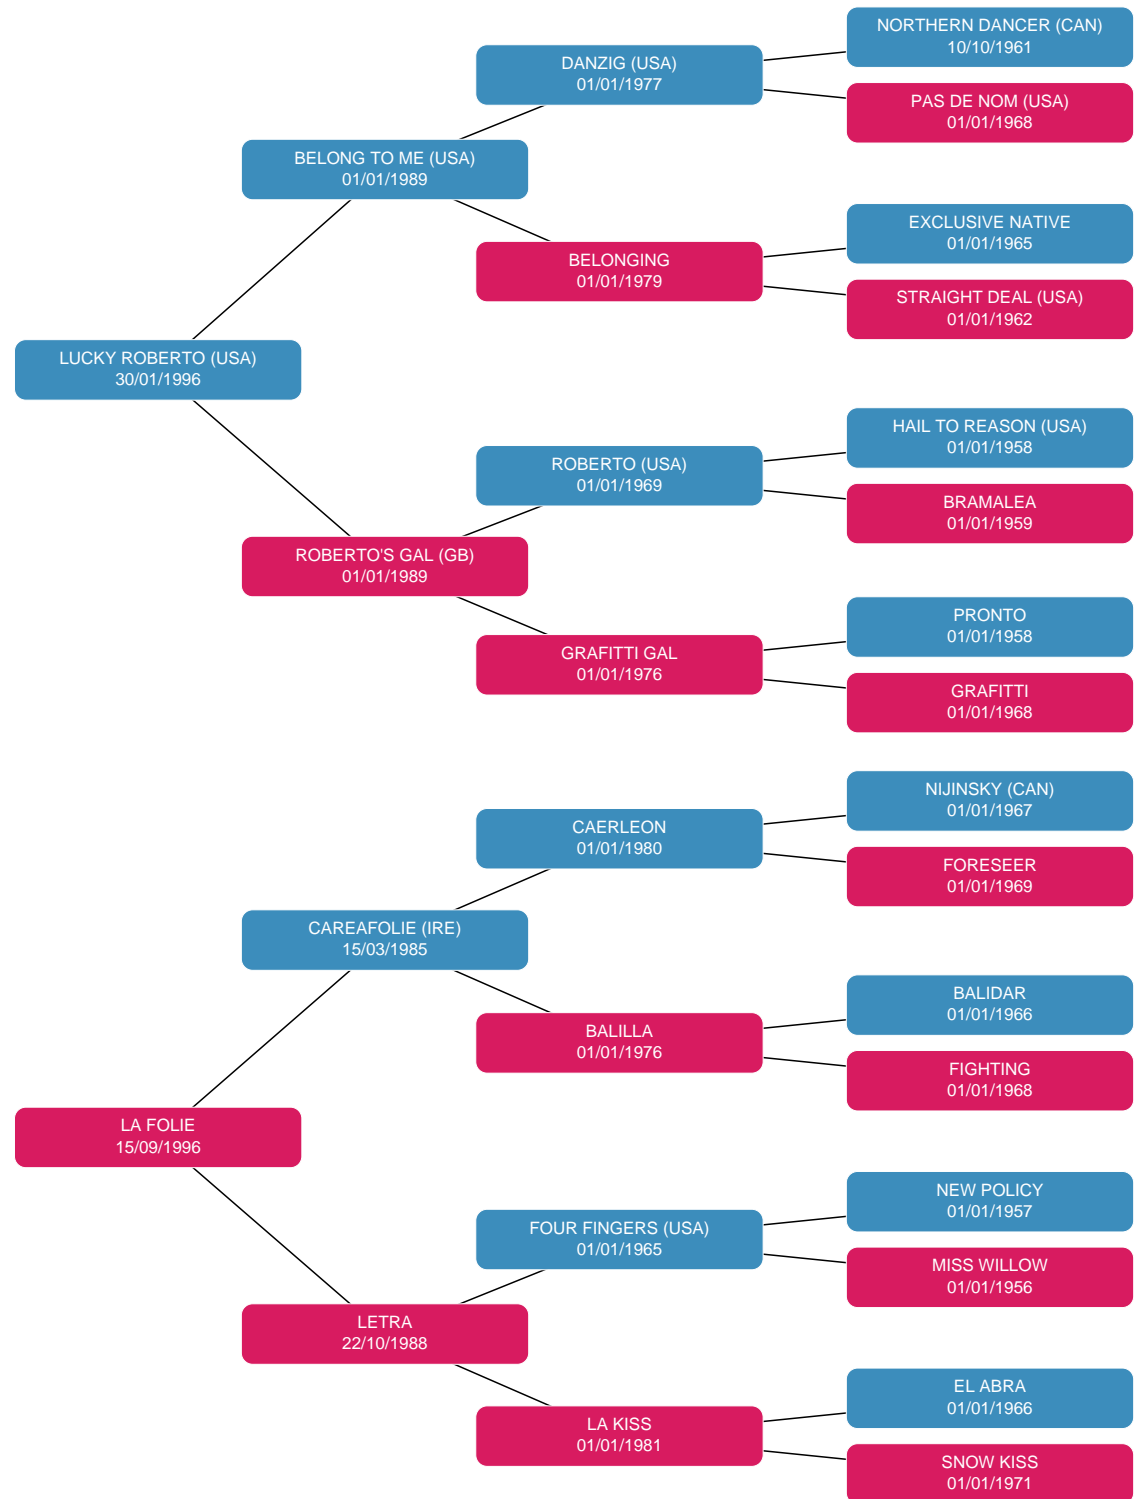 NORTHERN DANCER (CAN)
10/10/1961
DANZIG (USA)
01/01/1977
PAS DE NOM (USA)
01/01/1968
BELONG TO ME (USA)
01/01/1989
EXCLUSIVE NATIVE
01/01/1965
BELONGING
01/01/1979
STRAIGHT DEAL (USA)
01/01/1962
LUCKY ROBERTO (USA)
30/01/1996
HAIL TO REASON (USA)
01/01/1958
ROBERTO (USA)
01/01/1969
BRAMALEA
01/01/1959
ROBERTO'S GAL (GB)
01/01/1989
PRONTO
01/01/1958
GRAFITTI GAL
01/01/1976
GRAFITTI
01/01/1968
NIJINSKY (CAN)
01/01/1967
CAERLEON
01/01/1980
FORESEER
01/01/1969
CAREAFOLIE (IRE)
15/03/1985
BALIDAR
01/01/1966
BALILLA
01/01/1976
FIGHTING
01/01/1968
LA FOLIE
15/09/1996
NEW POLICY
01/01/1957
FOUR FINGERS (USA)
01/01/1965
MISS WILLOW
01/01/1956
LETRA
22/10/1988
EL ABRA
01/01/1966
LA KISS
01/01/1981
SNOW KISS
01/01/1971